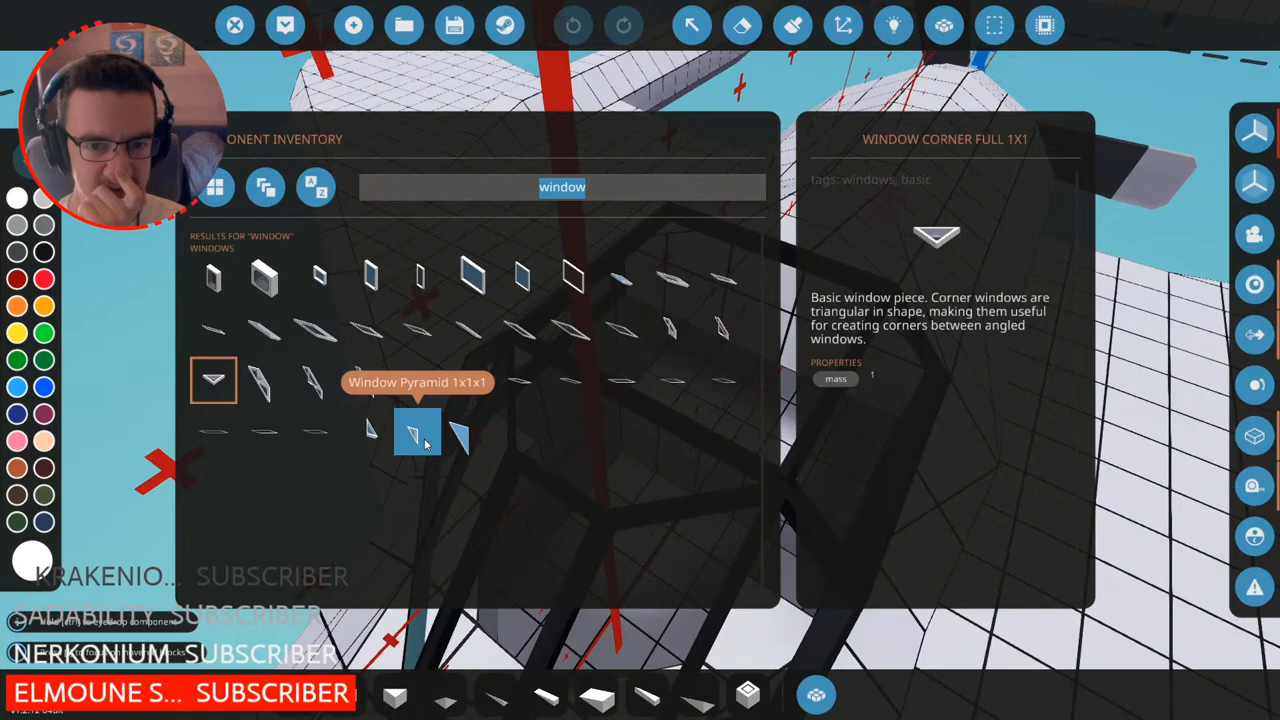 ONENT INVENTORY
window
RESULTS FOR "WINDOW"
WINDOWS
Window Pyramid 1x1x1
WINDOW CORNER FULL 1X1
tags: windows, basic
Basic window piece. Corner windows are
triangular in shape, making them useful
for creating corners between angled
windows.
PROPERTIES
mass 1
KRAKENIO... SUBSCRIBER
SADABILITY SUBSCRIBER
NERKONIUM SUBSCRIBER
ELMOUNE S... SUBSCRIBER